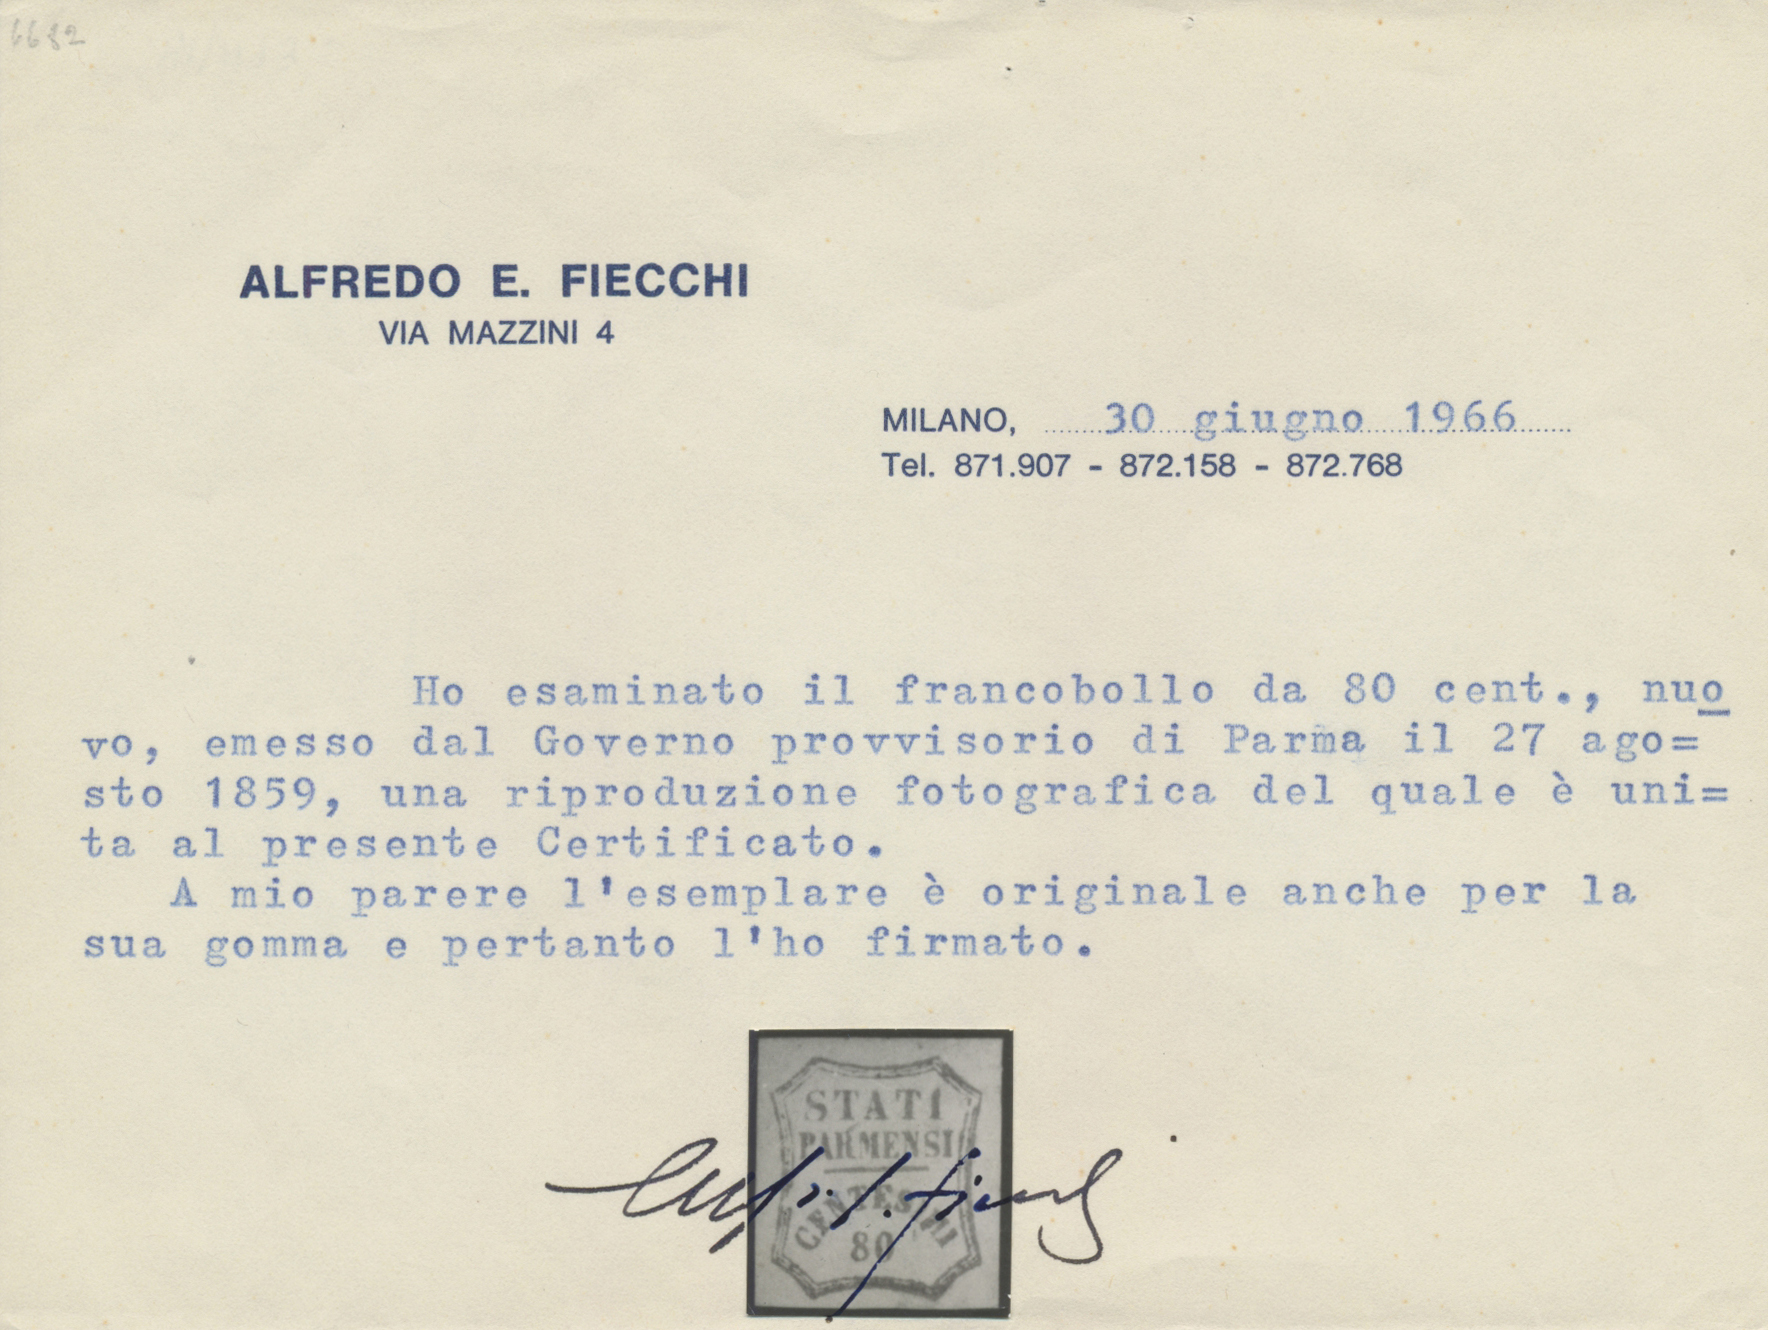 6682
ALFREDO E. FIECCHI
VIA MAZZINI 4
MILANO, 30 giugno 1966
Tel. 871.907 - 872.158 - 872.768
Ho esaminato il francobollo da 80 cent., nuo
vo, emesso dal Governo provvisorio di Parma il 27 ago=
sto 1859, una riproduzione fotografica del quale è uni=
ta al presente Certificato.
A mio parere l'esemplare è originale anche per la
sua gomma e pertanto l'ho firmato.
STATI
PARMENSI
CENTESIMI
80